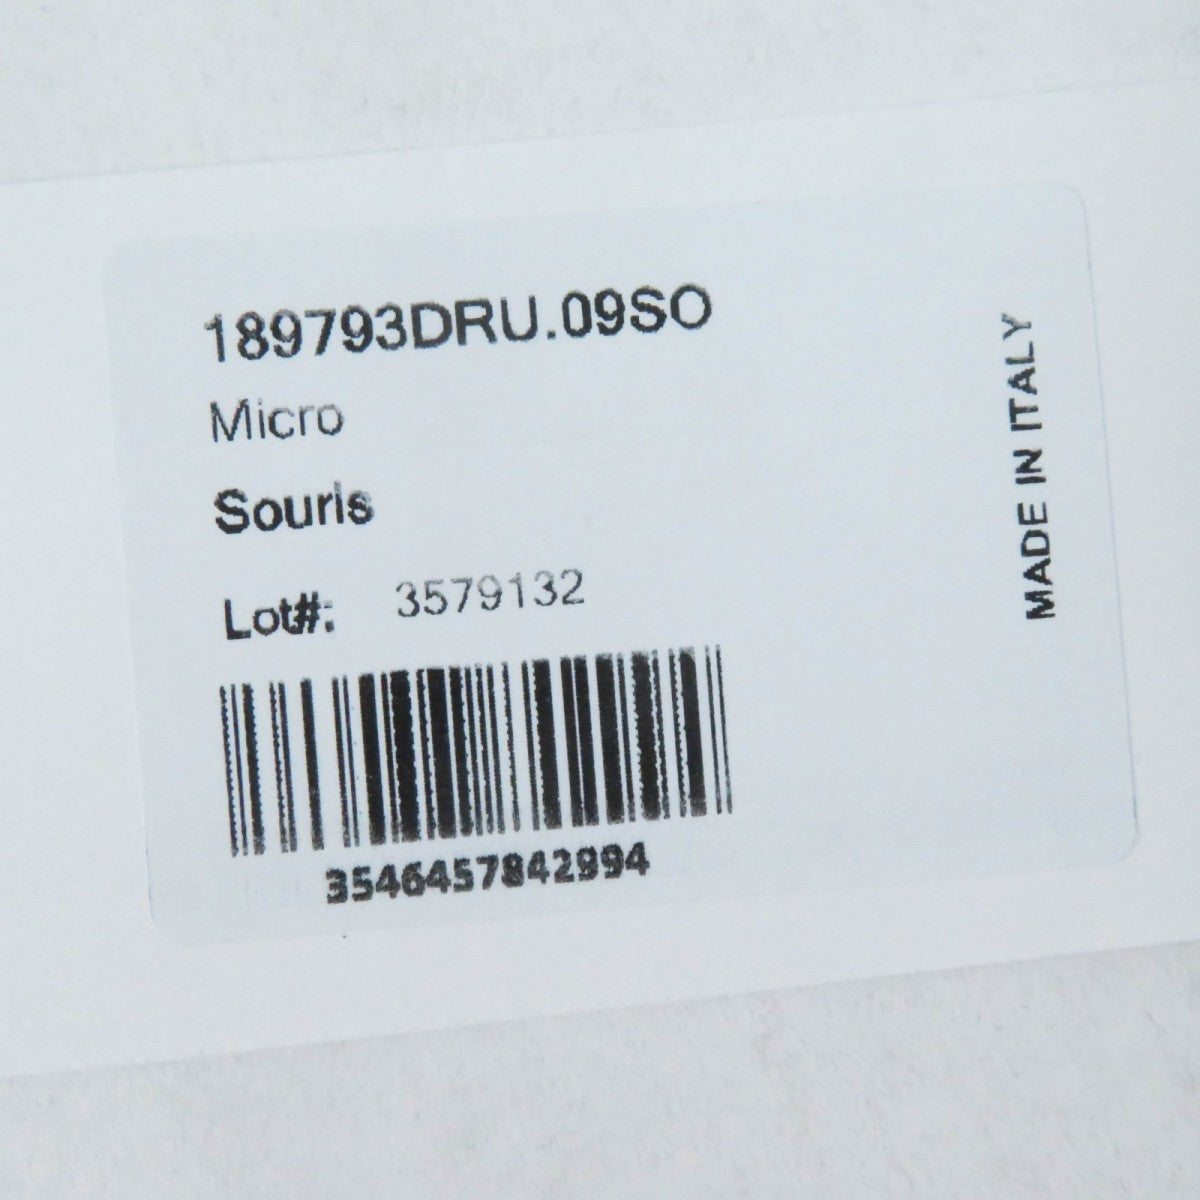 189793DRU.09SO
Micro
Souris
Lot#: 3579132
3546457842994
MADE IN ITALY